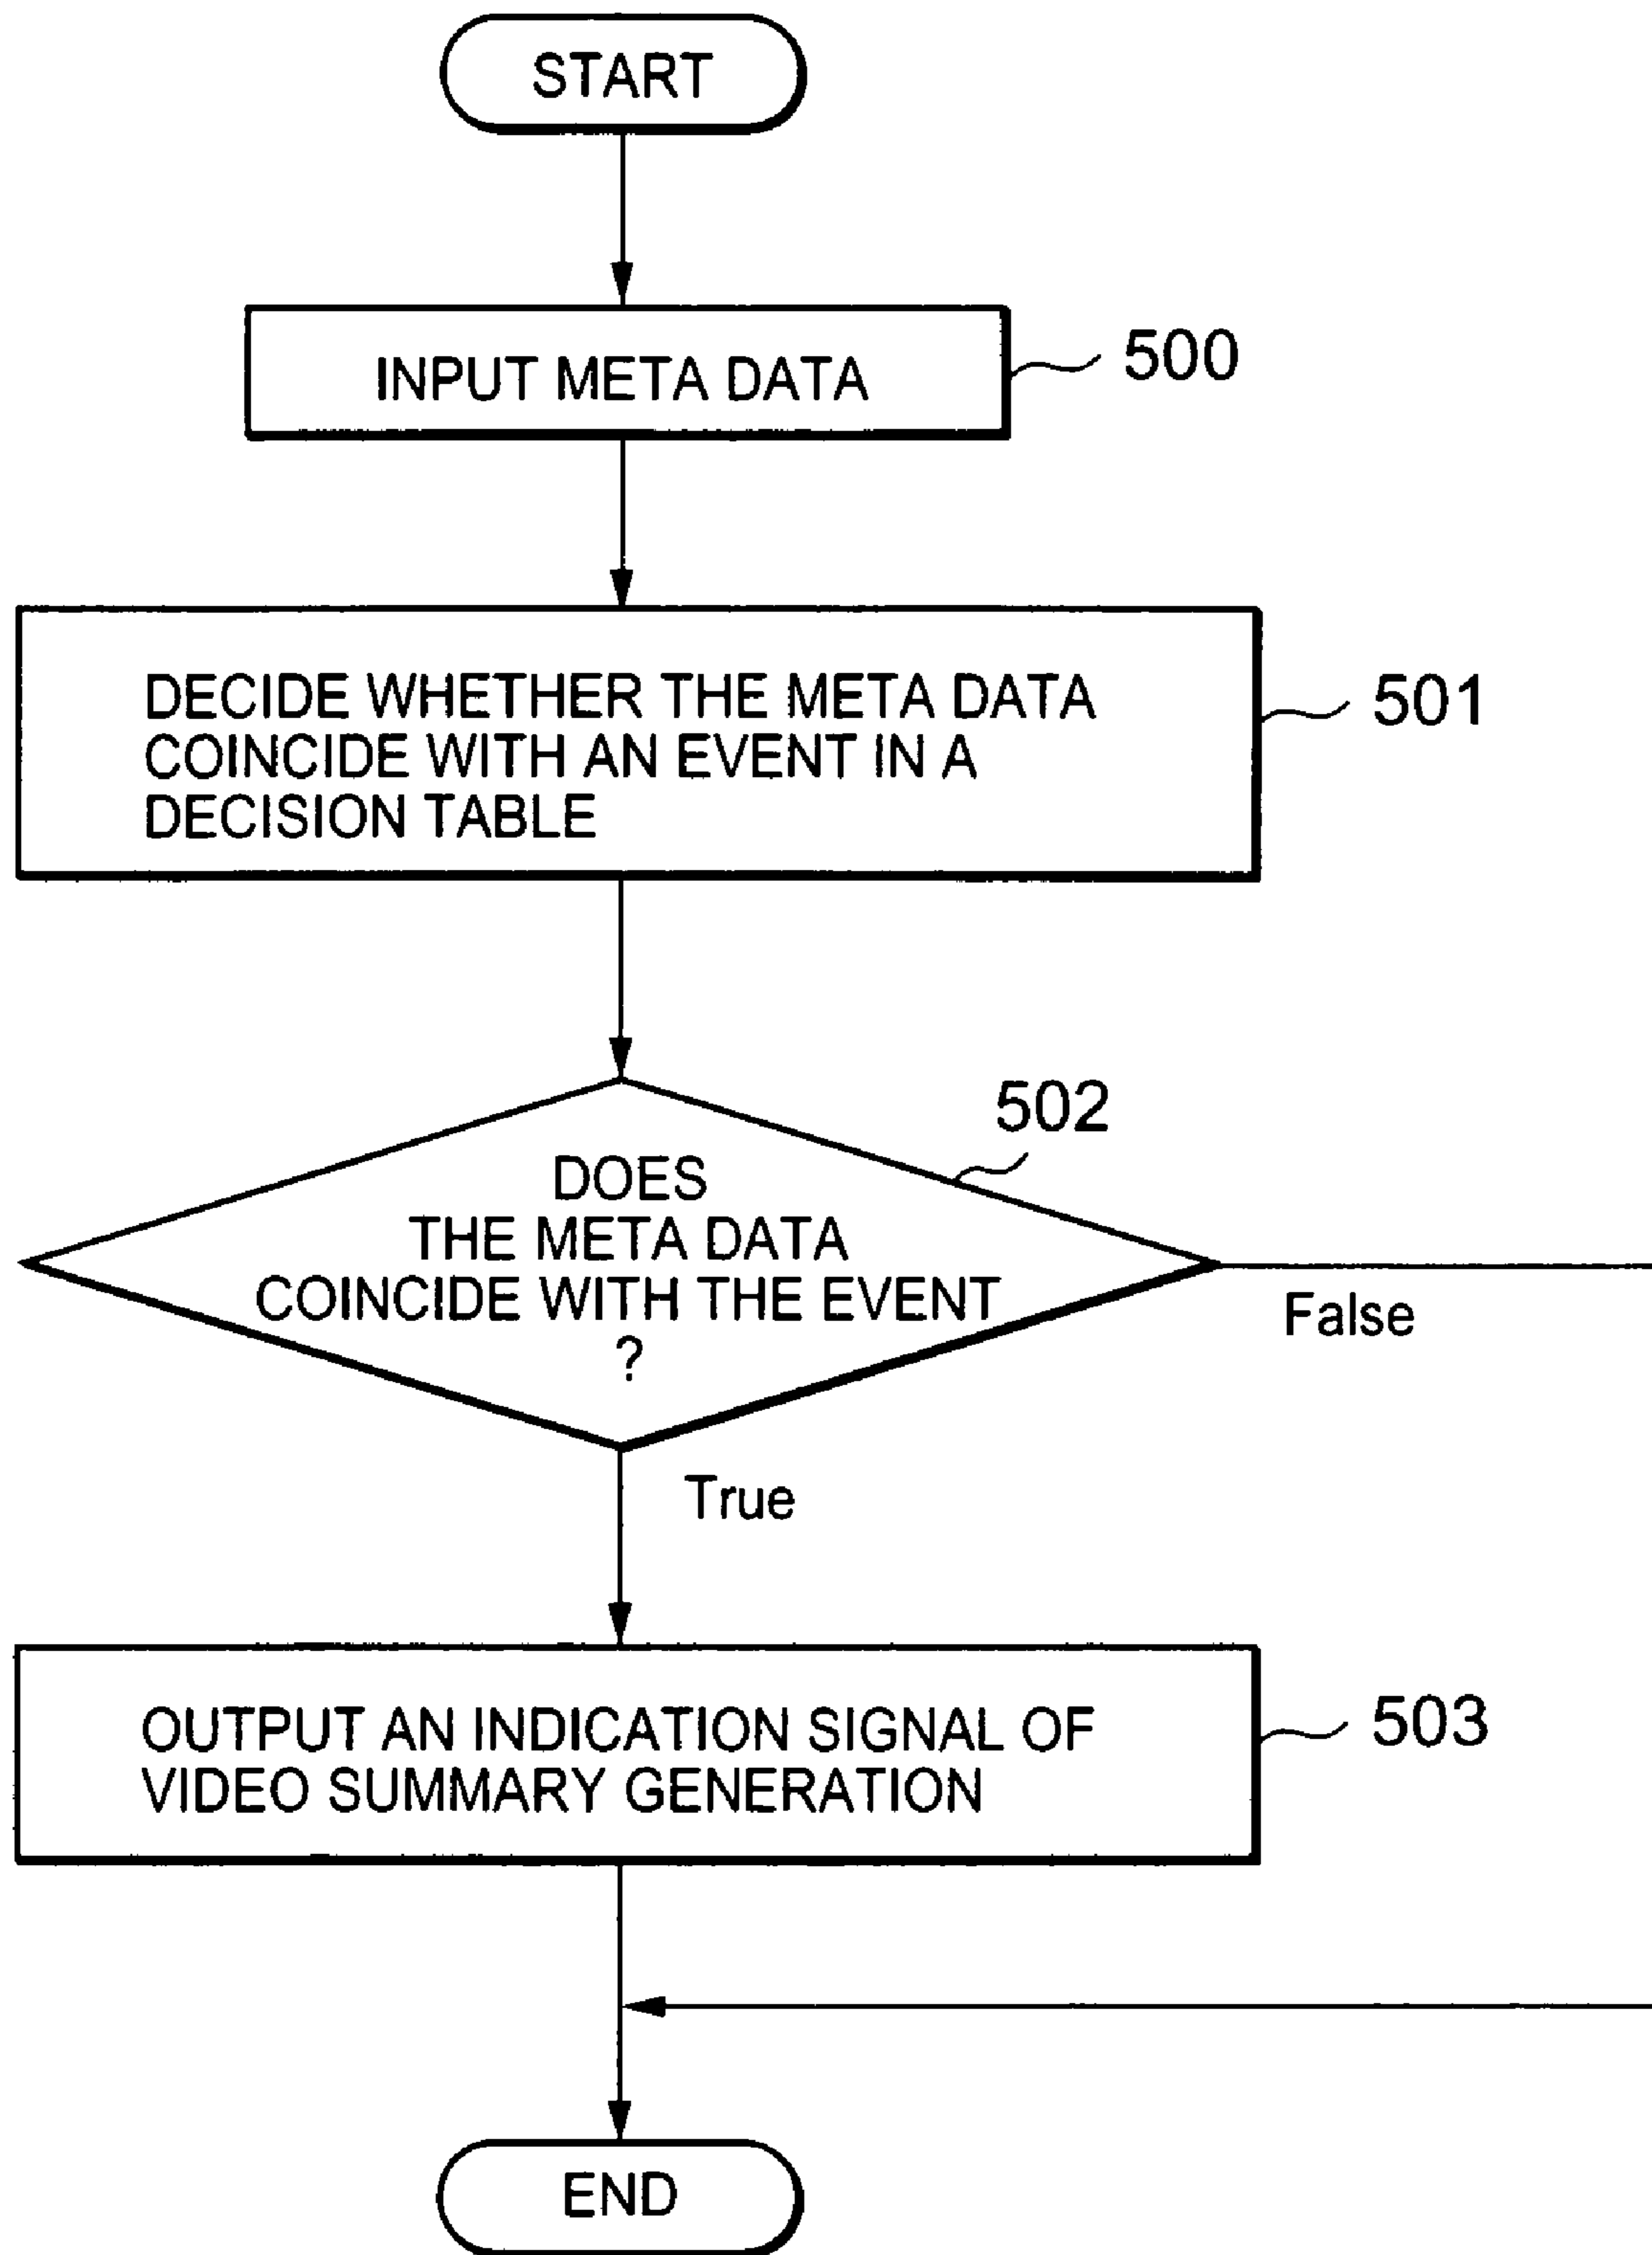 START
INPUT META DATA
500
DECIDE WHETHER THE META DATA
COINCIDE WITH AN EVENT IN A
DECISION TABLE
501
502
DOES
THE META DATA
COINCIDE WITH THE EVENT
?
False
True
OUTPUT AN INDICATION SIGNAL OF
VIDEO SUMMARY GENERATION
503
END